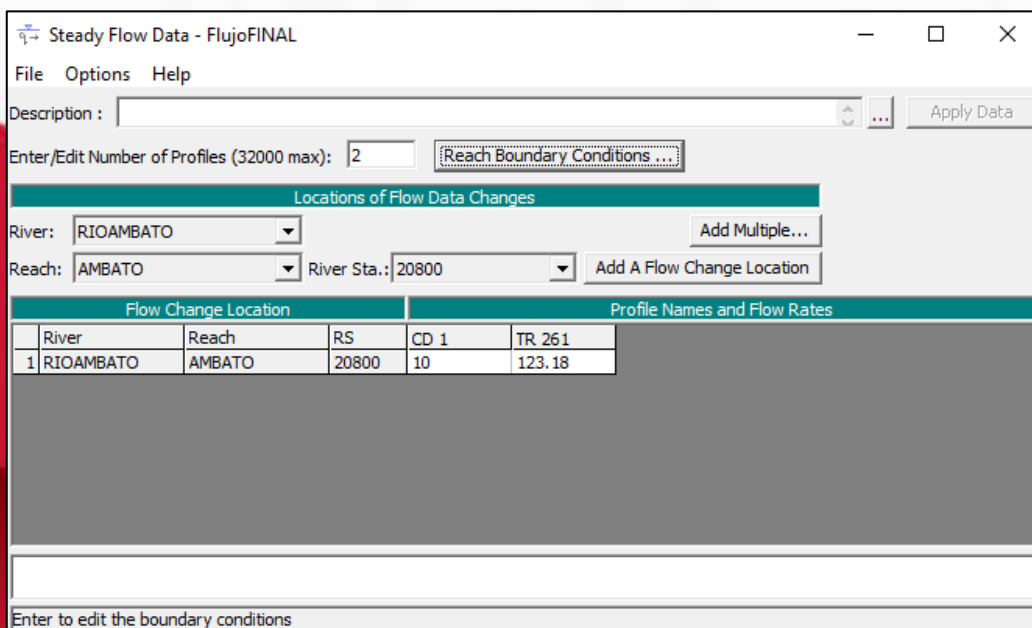 Steady Flow Data - FlujoFINAL
File Options Help
Description : ... Apply Data
Enter/Edit Number of Profiles (32000 max): 2 Reach Boundary Conditions ...
Locations of Flow Data Changes
River: RIOAMBATO Add Multiple...
Reach: AMBATO River Sta.: 20800 Add A Flow Change Location
Flow Change Location Profile Names and Flow Rates
River Reach RS CD 1 TR 261
1 RIOAMBATO AMBATO 20800 10 123.18
Enter to edit the boundary conditions